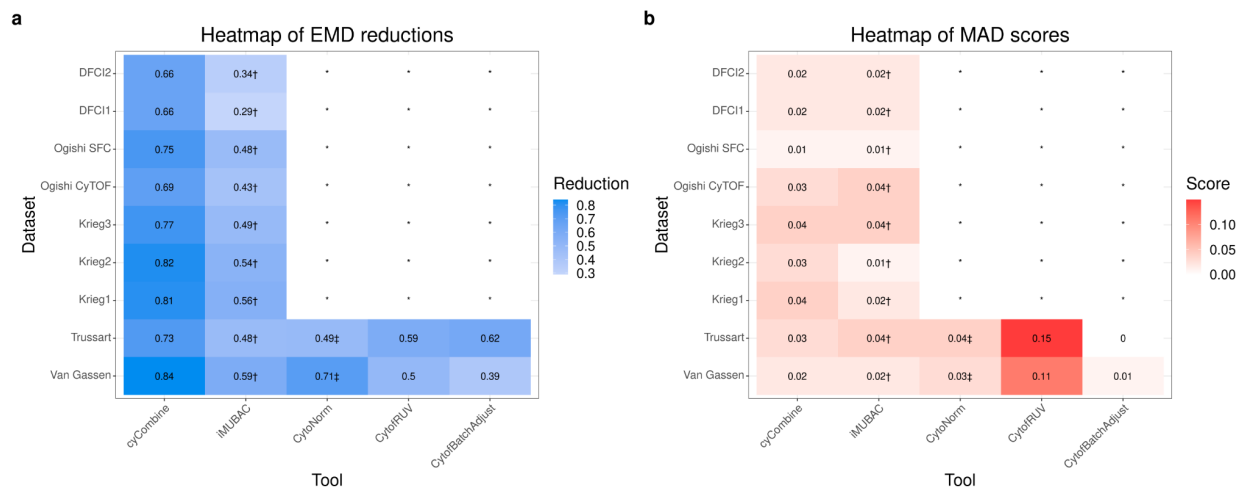 a
Heatmap of EMD reductions
Dataset
DFCI2 0.66 0.34† * * *
DFCI1 0.66 0.29† * * *
Ogishi SFC 0.75 0.48† * * *
Ogishi CyTOF 0.69 0.43† * * *
Krieg3 0.77 0.49† * * *
Krieg2 0.82 0.54† * * *
Krieg1 0.81 0.56† * * *
Trussart 0.73 0.48† 0.49‡ 0.59 0.62
Van Gassen 0.84 0.59† 0.71‡ 0.5 0.39
cyCombine iMUBAC CytoNorm CytofRUV CytofBatchAdjust
Tool
Reduction
0.8
0.7
0.6
0.5
0.4
0.3
b
Heatmap of MAD scores
Dataset
DFCI2 0.02 0.02† * * *
DFCI1 0.02 0.02† * * *
Ogishi SFC 0.01 0.01† * * *
Ogishi CyTOF 0.03 0.04† * * *
Krieg3 0.04 0.04† * * *
Krieg2 0.03 0.01† * * *
Krieg1 0.04 0.02† * * *
Trussart 0.03 0.04† 0.04‡ 0.15 0
Van Gassen 0.02 0.02† 0.03‡ 0.11 0.01
cyCombine iMUBAC CytoNorm CytofRUV CytofBatchAdjust
Tool
Score
0.10
0.05
0.00